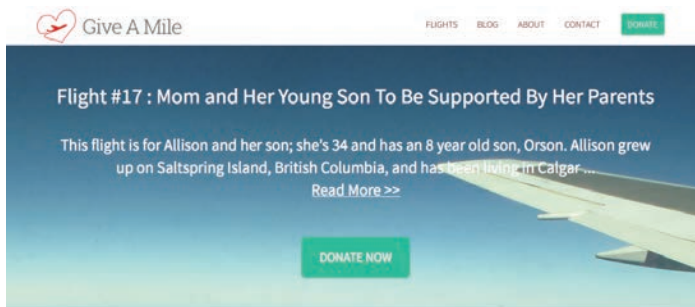 Give A Mile
FLIGHTS BLOG ABOUT CONTACT DONATE
Flight #17 : Mom and Her Young Son To Be Supported By Her Parents
This flight is for Allison and her son; she's 34 and has an 8 year old son, Orson. Allison grew
up on Saltspring Island, British Columbia, and has been living in Calgar ...
Read More >>
DONATE NOW